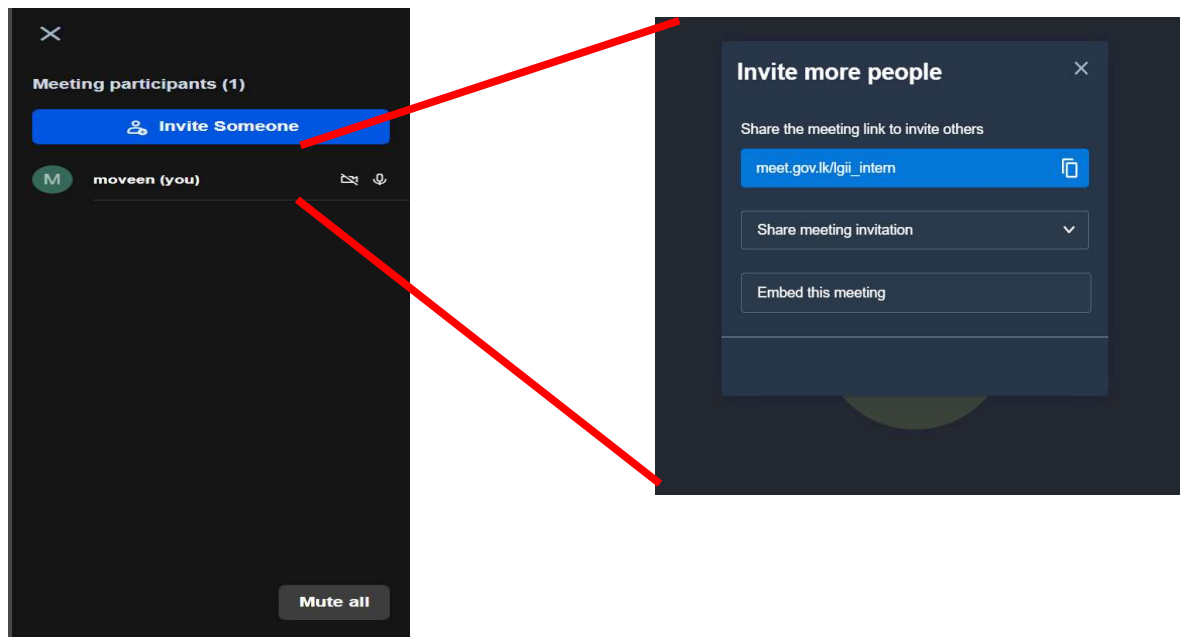 Meeting participants (1)
Invite Someone
M moveen (you)
Mute all
Invite more people
Share the meeting link to invite others
meet.gov.lk/lgii_intern
Share meeting invitation
Embed this meeting